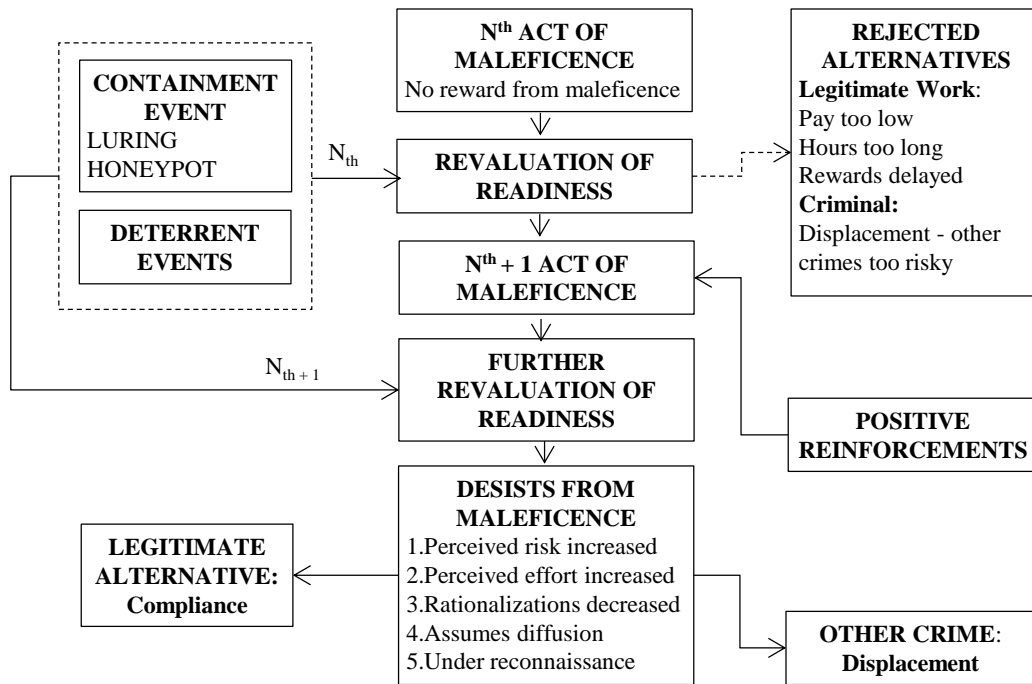 CONTAINMENT
EVENT
LURING
HONEYPOT
DETERRENT
EVENTS
N_th
N_th + 1
Nᵗʰ ACT OF
MALEFICENCE
No reward from maleficence
REVALUATION OF
READINESS
Nᵗʰ + 1 ACT OF
MALEFICENCE
FURTHER
REVALUATION OF
READINESS
DESISTS FROM
MALEFICENCE
1.Perceived risk increased
2.Perceived effort increased
3.Rationalizations decreased
4.Assumes diffusion
5.Under reconnaissance
LEGITIMATE
ALTERNATIVE:
Compliance
REJECTED
ALTERNATIVES
Legitimate Work:
Pay too low
Hours too long
Rewards delayed
Criminal:
Displacement - other
crimes too risky
POSITIVE
REINFORCEMENTS
OTHER CRIME:
Displacement